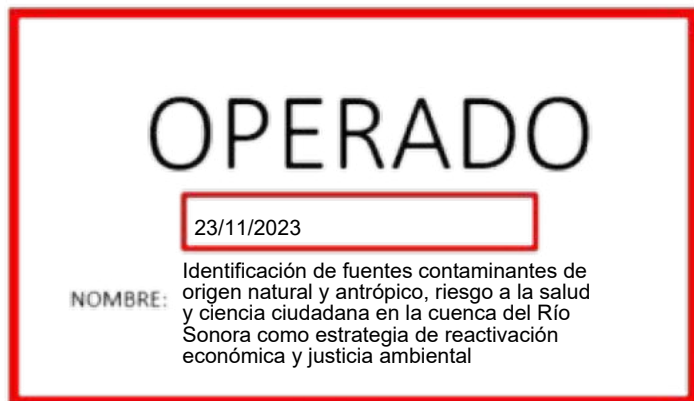 OPERADO
23/11/2023
NOMBRE:
Identificación de fuentes contaminantes de
origen natural y antrópico, riesgo a la salud
y ciencia ciudadana en la cuenca del Río
Sonora como estrategia de reactivación
económica y justicia ambiental